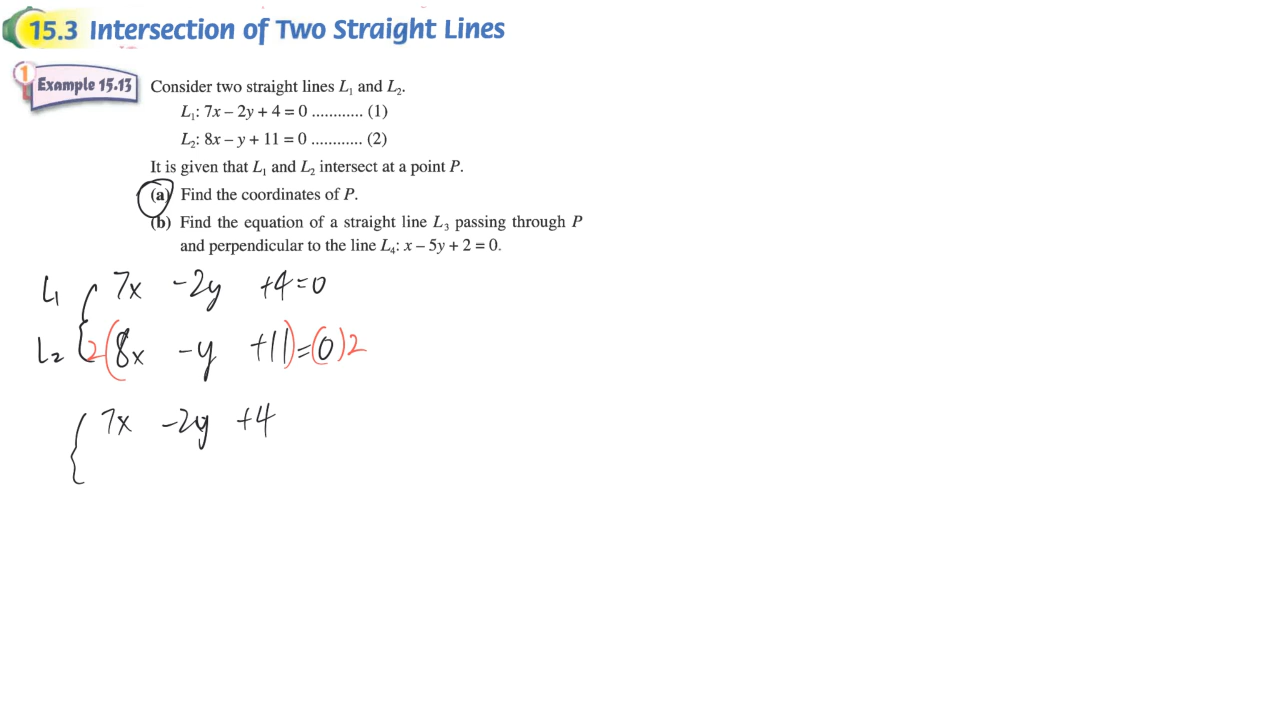 15.3 Intersection of Two Straight Lines
1
Example 15.13
Consider two straight lines L₁ and L₂.
L₁: 7x – 2y + 4 = 0 ............ (1)
L₂: 8x – y + 11 = 0 ............ (2)
It is given that L₁ and L₂ intersect at a point P.
(a) Find the coordinates of P.
(b) Find the equation of a straight line L₃ passing through P
and perpendicular to the line L₄: x – 5y + 2 = 0.
L₁ { 7x -2y +4=0
L₂ 2(8x -y +11)=(0)2
{ 7x -2y +4